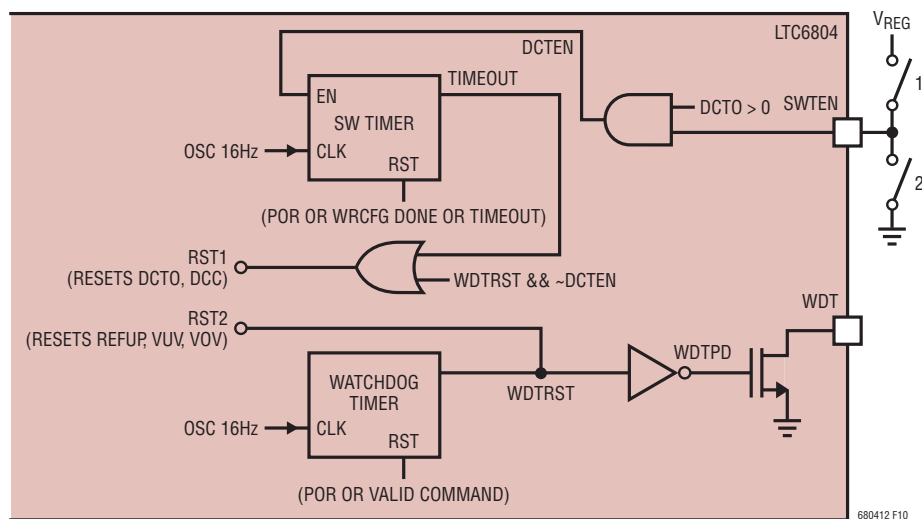 LTC6804
VREG
DCTEN
TIMEOUT
EN
SW TIMER
OSC 16Hz
CLK
RST
DCTO > 0
SWTEN
1
2
(POR OR WRCFG DONE OR TIMEOUT)
RST1
(RESETS DCTO, DCC)
WDTRST && ~DCTEN
RST2
(RESETS REFUP, VUV, VOV)
WDT
WATCHDOG
TIMER
WDTPD
WDTRST
OSC 16Hz
CLK
RST
(POR OR VALID COMMAND)
680412 F10